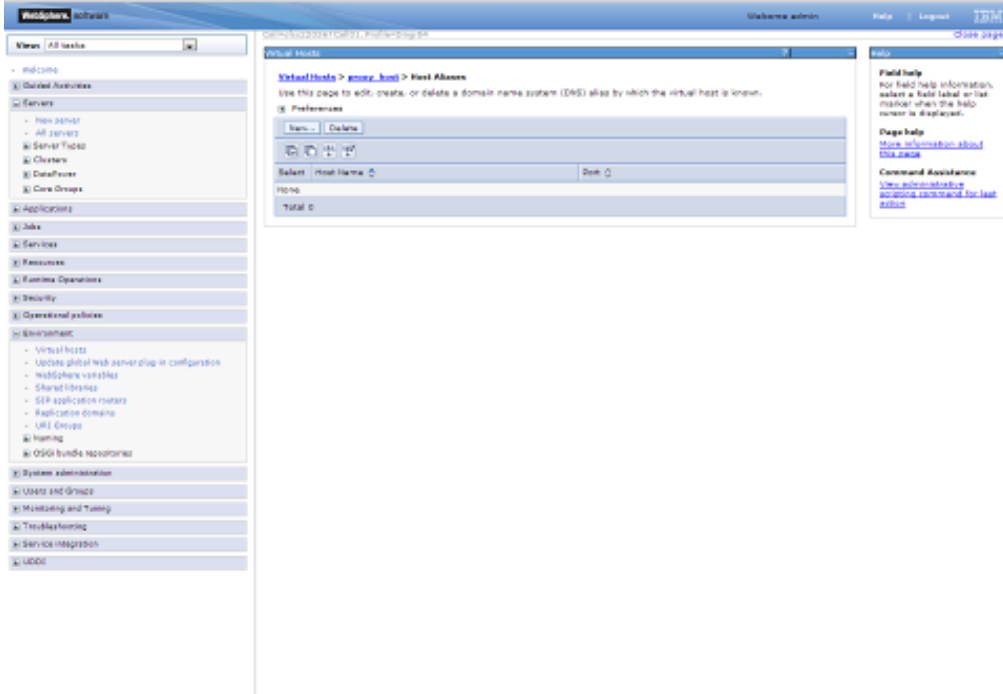 WebSphere. software
Welcome admin
Help | Logout
IBM
View: All tasks
Close page
Virtual Hosts
?
Help
Welcome
Guided Activities
Servers
New server
All servers
Server Types
Clusters
DataPower
Core Groups
Applications
Jobs
Services
Resources
Runtime Operations
Security
Operational policies
Environment
Virtual hosts
Update global Web server plug-in configuration
WebSphere variables
Shared libraries
SIP application routers
Replication domains
URI Groups
Naming
OSGi bundle repositories
System administration
Users and Groups
Monitoring and Tuning
Troubleshooting
Service integration
UDDI
Virtual Hosts > proxy_host > Host Aliases
Use this page to edit, create, or delete a domain name system (DNS) alias by which the virtual host is known.
Preferences
New... Delete
Select Host Name Port
None
Total 0
Field help
For field help information,
select a field label or list
marker when the help
cursor is displayed.
Page help
More information about
this page
Command Assistance
View administrative
scripting command for last
action